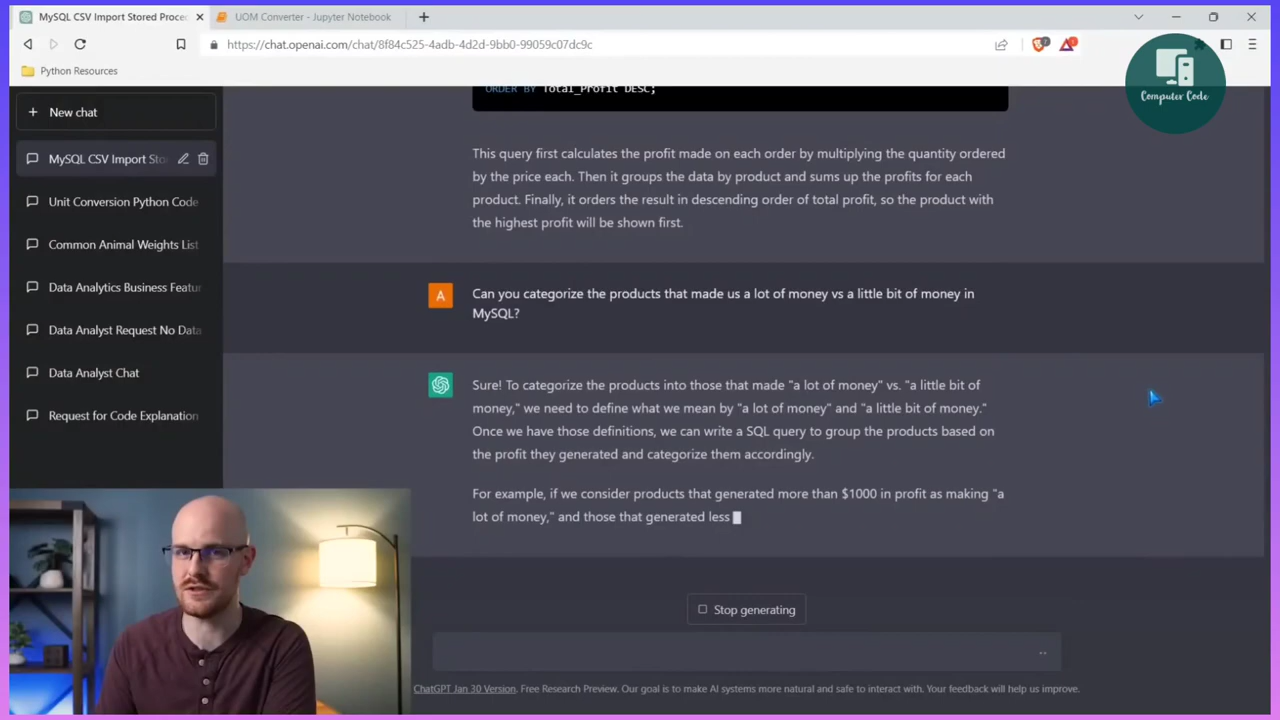 MySQL CSV Import Stored Proce
UOM Converter - Jupyter Notebook
https://chat.openai.com/chat/8f84c525-4adb-4d2d-9bb0-99059c07dc9c
Python Resources
Computer Code
New chat
MySQL CSV Import Sto
Unit Conversion Python Code
Common Animal Weights List
Data Analytics Business Featur
Data Analyst Request No Data
Data Analyst Chat
Request for Code Explanation
ORDER BY Total_Profit DESC;
This query first calculates the profit made on each order by multiplying the quantity ordered
by the price each. Then it groups the data by product and sums up the profits for each
product. Finally, it orders the result in descending order of total profit, so the product with
the highest profit will be shown first.
A
Can you categorize the products that made us a lot of money vs a little bit of money in
MySQL?
Sure! To categorize the products into those that made "a lot of money" vs. "a little bit of
money," we need to define what we mean by "a lot of money" and "a little bit of money."
Once we have those definitions, we can write a SQL query to group the products based on
the profit they generated and categorize them accordingly.
For example, if we consider products that generated more than $1000 in profit as making "a
lot of money," and those that generated less
Stop generating
ChatGPT Jan 30 Version. Free Research Preview. Our goal is to make AI systems more natural and safe to interact with. Your feedback will help us improve.